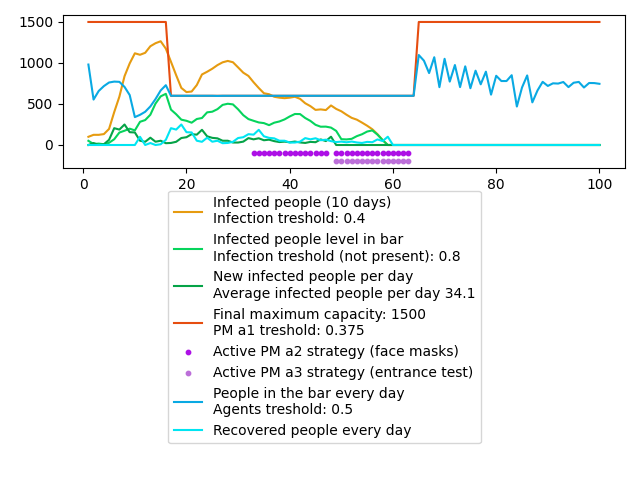 1500
1000
500
0
0 20 40 60 80 100
Infected people (10 days)
Infection treshold: 0.4
Infected people level in bar
Infection treshold (not present): 0.8
New infected people per day
Average infected people per day 34.1
Final maximum capacity: 1500
PM a1 treshold: 0.375
Active PM a2 strategy (face masks)
Active PM a3 strategy (entrance test)
People in the bar every day
Agents treshold: 0.5
Recovered people every day